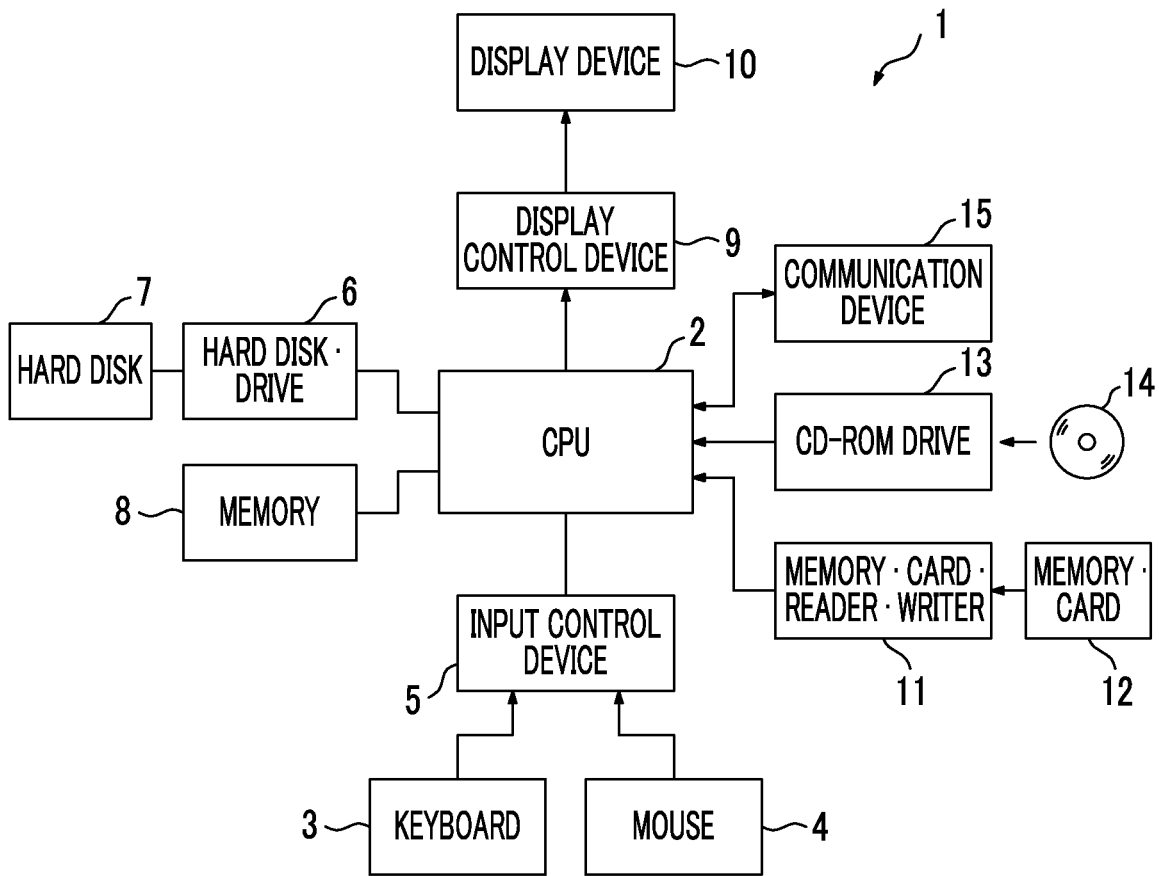 1
DISPLAY DEVICE
10
DISPLAY
CONTROL DEVICE
9
15
COMMUNICATION
DEVICE
7
HARD DISK
6
HARD DISK·
DRIVE
2
CPU
13
CD-ROM DRIVE
14
8
MEMORY
MEMORY·CARD·
READER·WRITER
11
MEMORY·
CARD
12
INPUT CONTROL
DEVICE
5
3
KEYBOARD
MOUSE
4